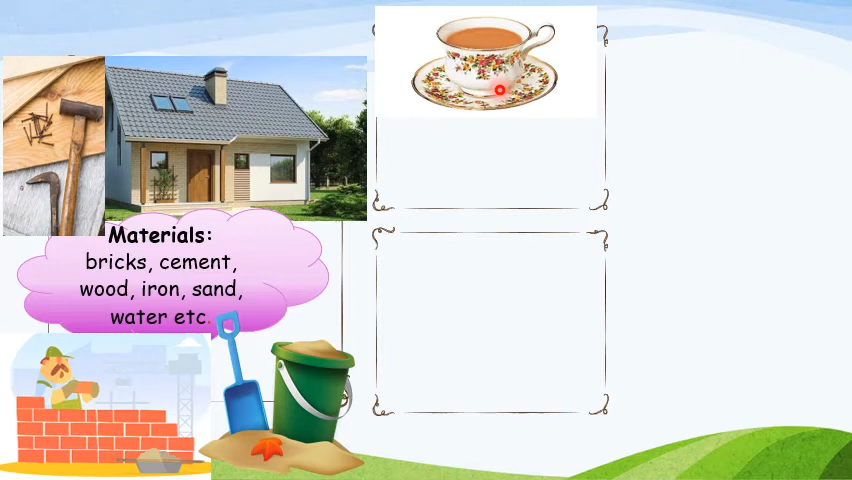 Materials:
bricks, cement,
wood, iron, sand,
water etc.